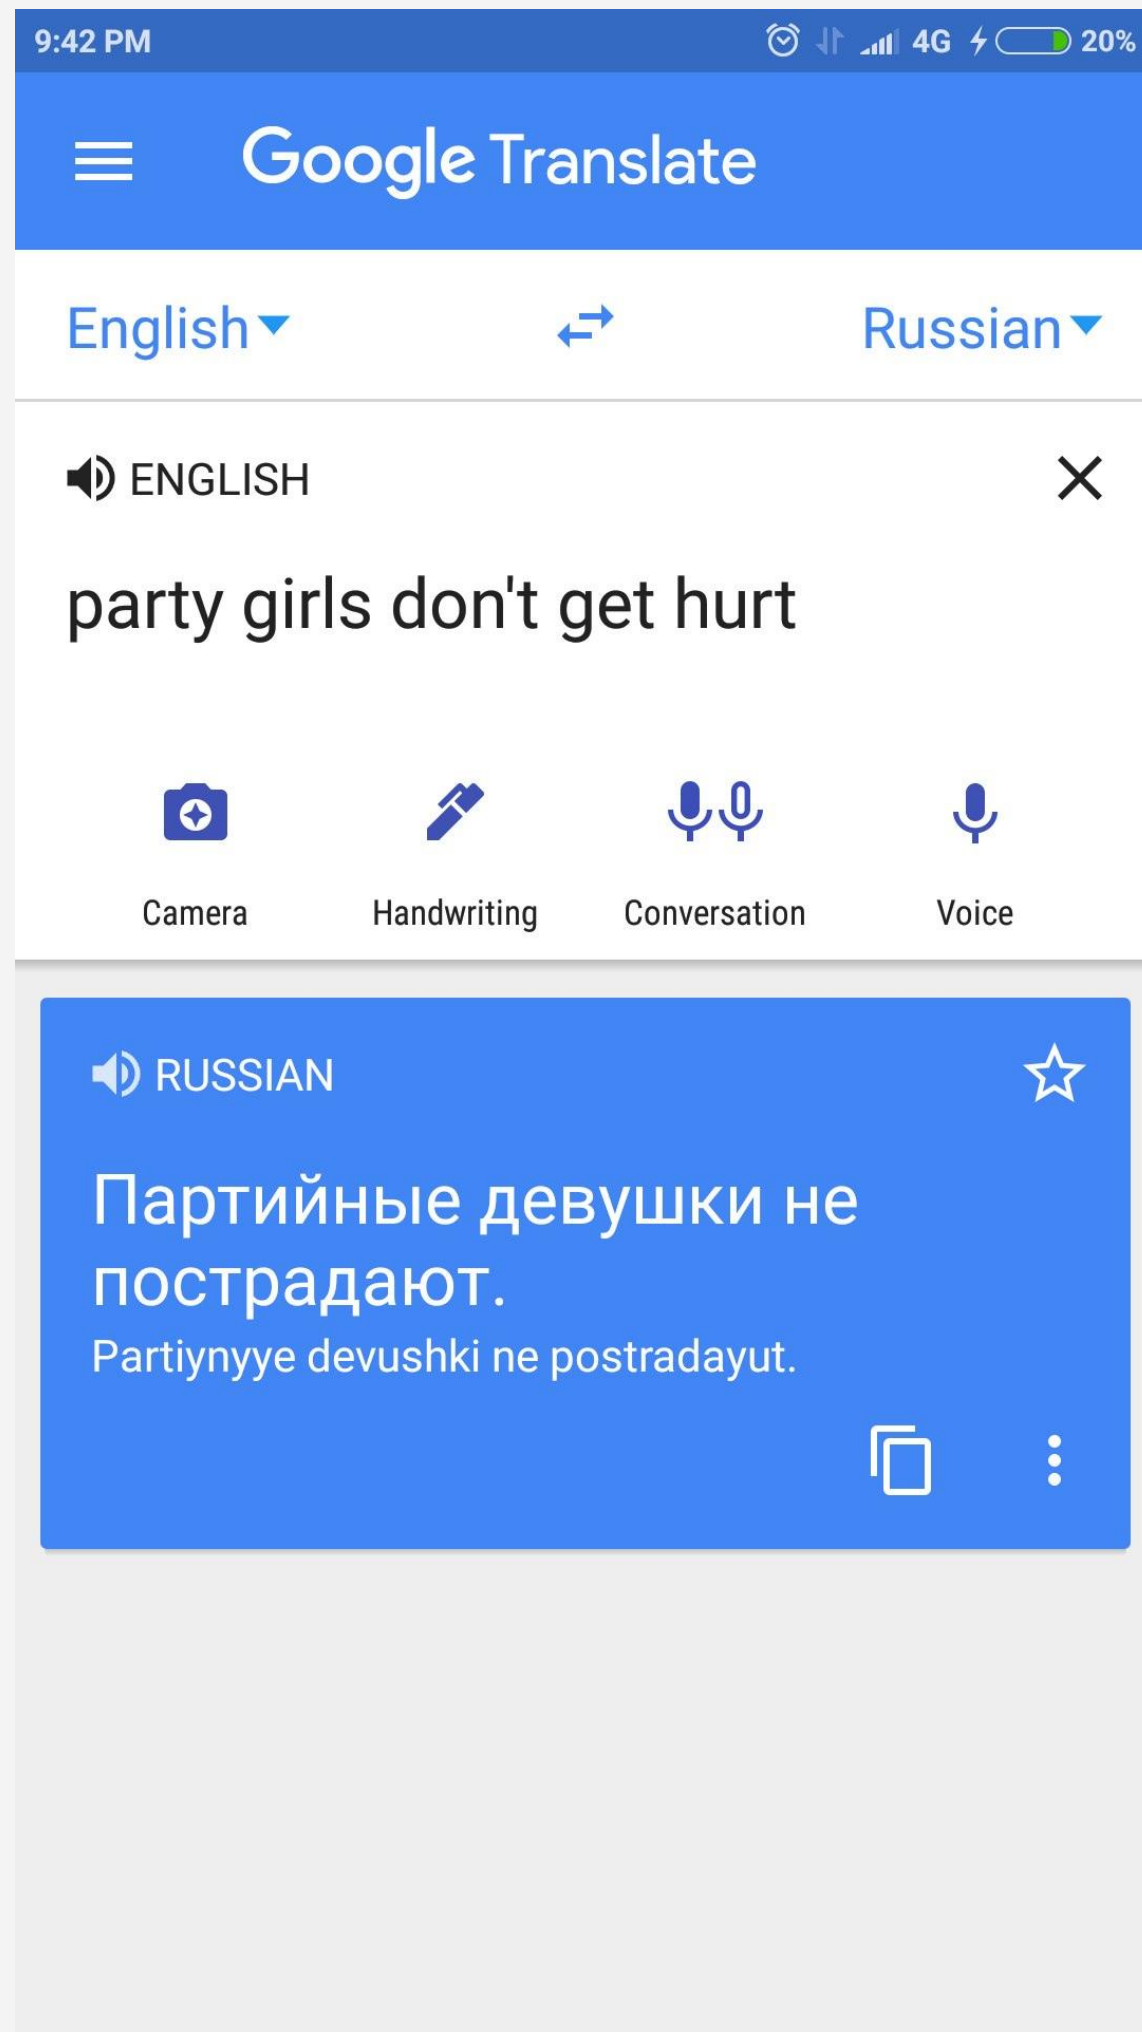 9:42 PM 4G 20%
Google Translate
English Russian
ENGLISH
party girls don't get hurt
Camera Handwriting Conversation Voice
RUSSIAN
Партийные девушки не
пострадают.
Partiynyye devushki ne postradayut.